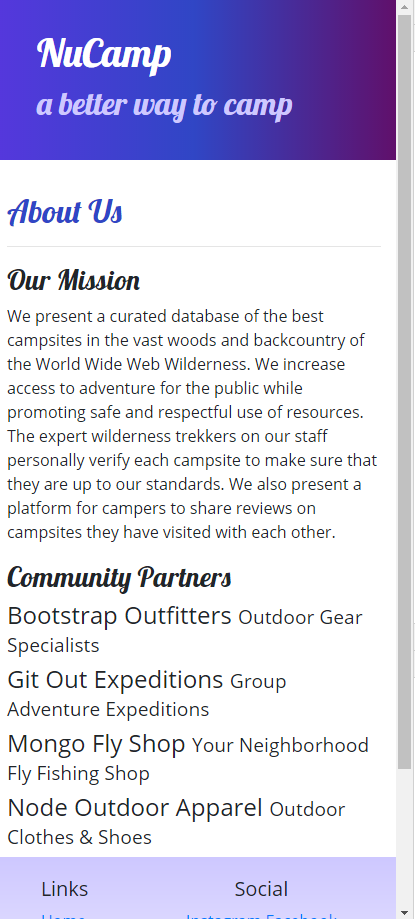 NuCamp
a better way to camp
About Us
Our Mission
We present a curated database of the best
campsites in the vast woods and backcountry of
the World Wide Web Wilderness. We increase
access to adventure for the public while
promoting safe and respectful use of resources.
The expert wilderness trekkers on our staff
personally verify each campsite to make sure that
they are up to our standards. We also present a
platform for campers to share reviews on
campsites they have visited with each other.
Community Partners
Bootstrap Outfitters Outdoor Gear
Specialists
Git Out Expeditions Group
Adventure Expeditions
Mongo Fly Shop Your Neighborhood
Fly Fishing Shop
Node Outdoor Apparel Outdoor
Clothes & Shoes
Links Social
Home Instagram Facebook